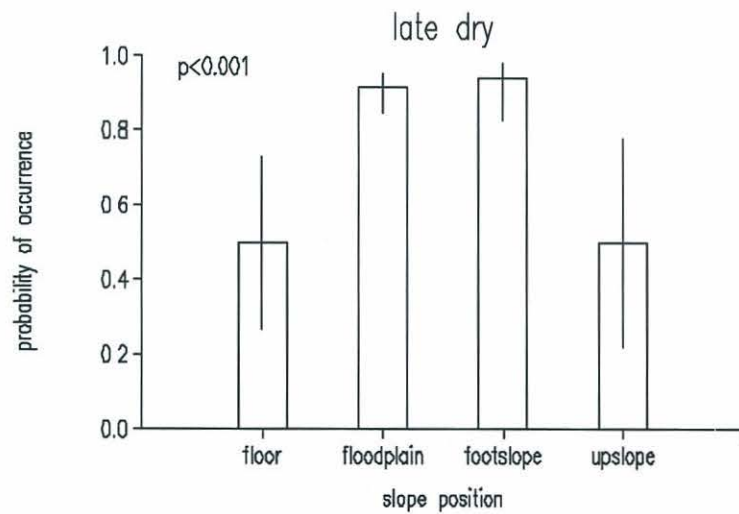 late dry
p<0.001
probability of occurrence
1.0
0.8
0 6
0.4
0 2
0.0
floor floodplain footslope upslope
slope position